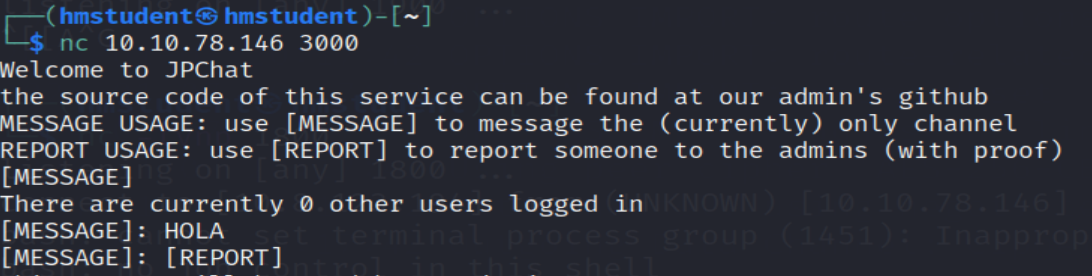 ┌──(hmstudent㉿hmstudent)-[~]
└─$ nc 10.10.78.146 3000
Welcome to JPChat
the source code of this service can be found at our admin's github
MESSAGE USAGE: use [MESSAGE] to message the (currently) only channel
REPORT USAGE: use [REPORT] to report someone to the admins (with proof)
[MESSAGE]
There are currently 0 other users logged in
[MESSAGE]: HOLA
[MESSAGE]: [REPORT]